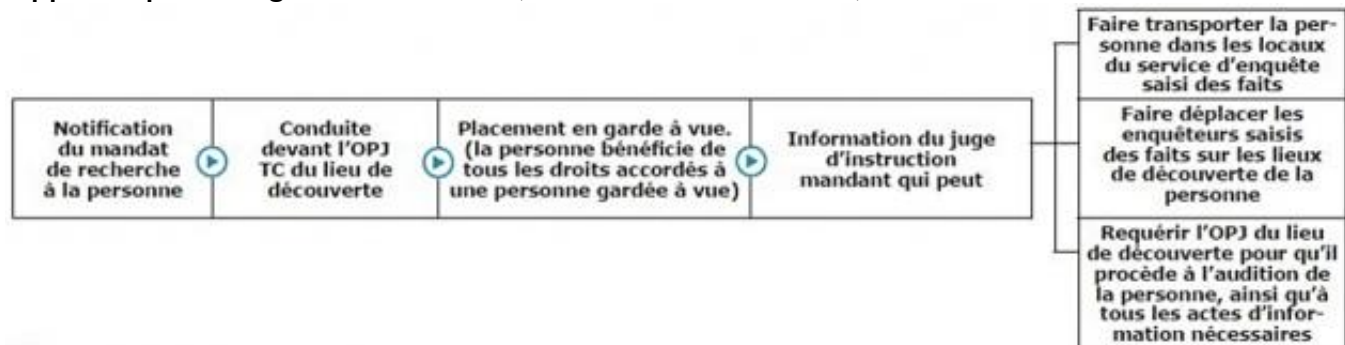 Notification
du mandat
de recherche
à la personne
Conduite
devant l'OPJ
TC du lieu de
découverte
Placement en garde à vue.
(la personne bénéficie de
tous les droits accordés à
une personne gardée à vue)
Information du juge
d'instruction
mandant qui peut
Faire transporter la per-
sonne dans les locaux
du service d'enquête
saisi des faits
Faire déplacer les
enquêteurs saisis
des faits sur les lieux
de découverte de la
personne
Requérir l'OPJ du lieu
de découverte pour qu'il
procède à l'audition de
la personne, ainsi qu'à
tous les actes d'infor-
mation nécessaires